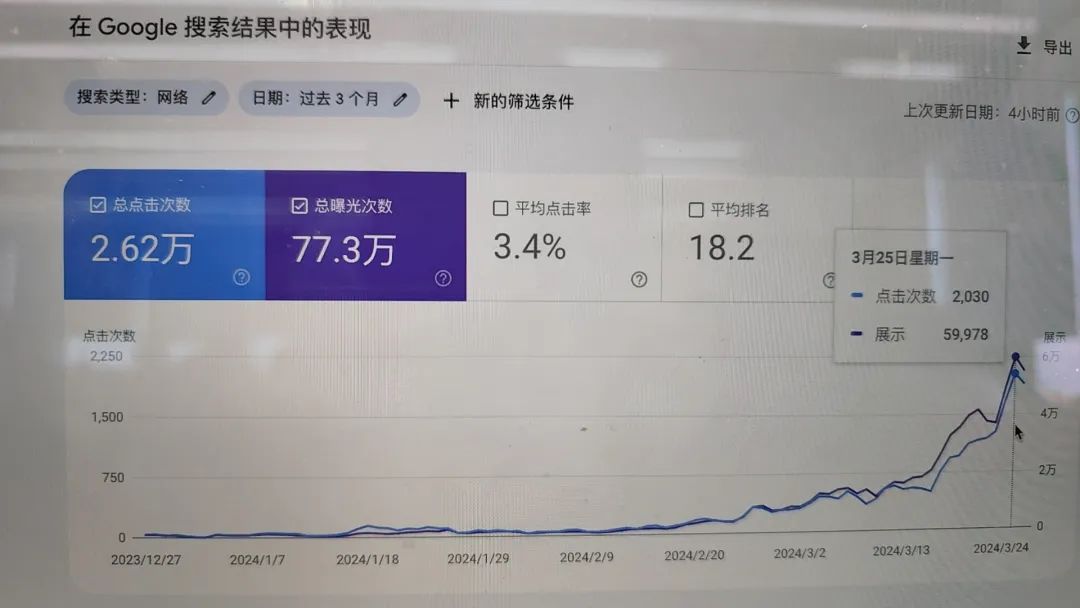 在 Google 搜索结果中的表现
导出
搜索类型：网络
日期：过去 3 个月
+ 新的筛选条件
上次更新日期：4小时前
总点击次数
2.62万
总曝光次数
77.3万
平均点击率
3.4%
平均排名
18.2
3月25日星期一
点击次数 2,030
展示 59,978
点击次数
展示
2,250
6万
1,500
4万
750
2万
0
0
2023/12/27
2024/1/7
2024/1/18
2024/1/29
2024/2/9
2024/2/20
2024/3/2
2024/3/13
2024/3/24